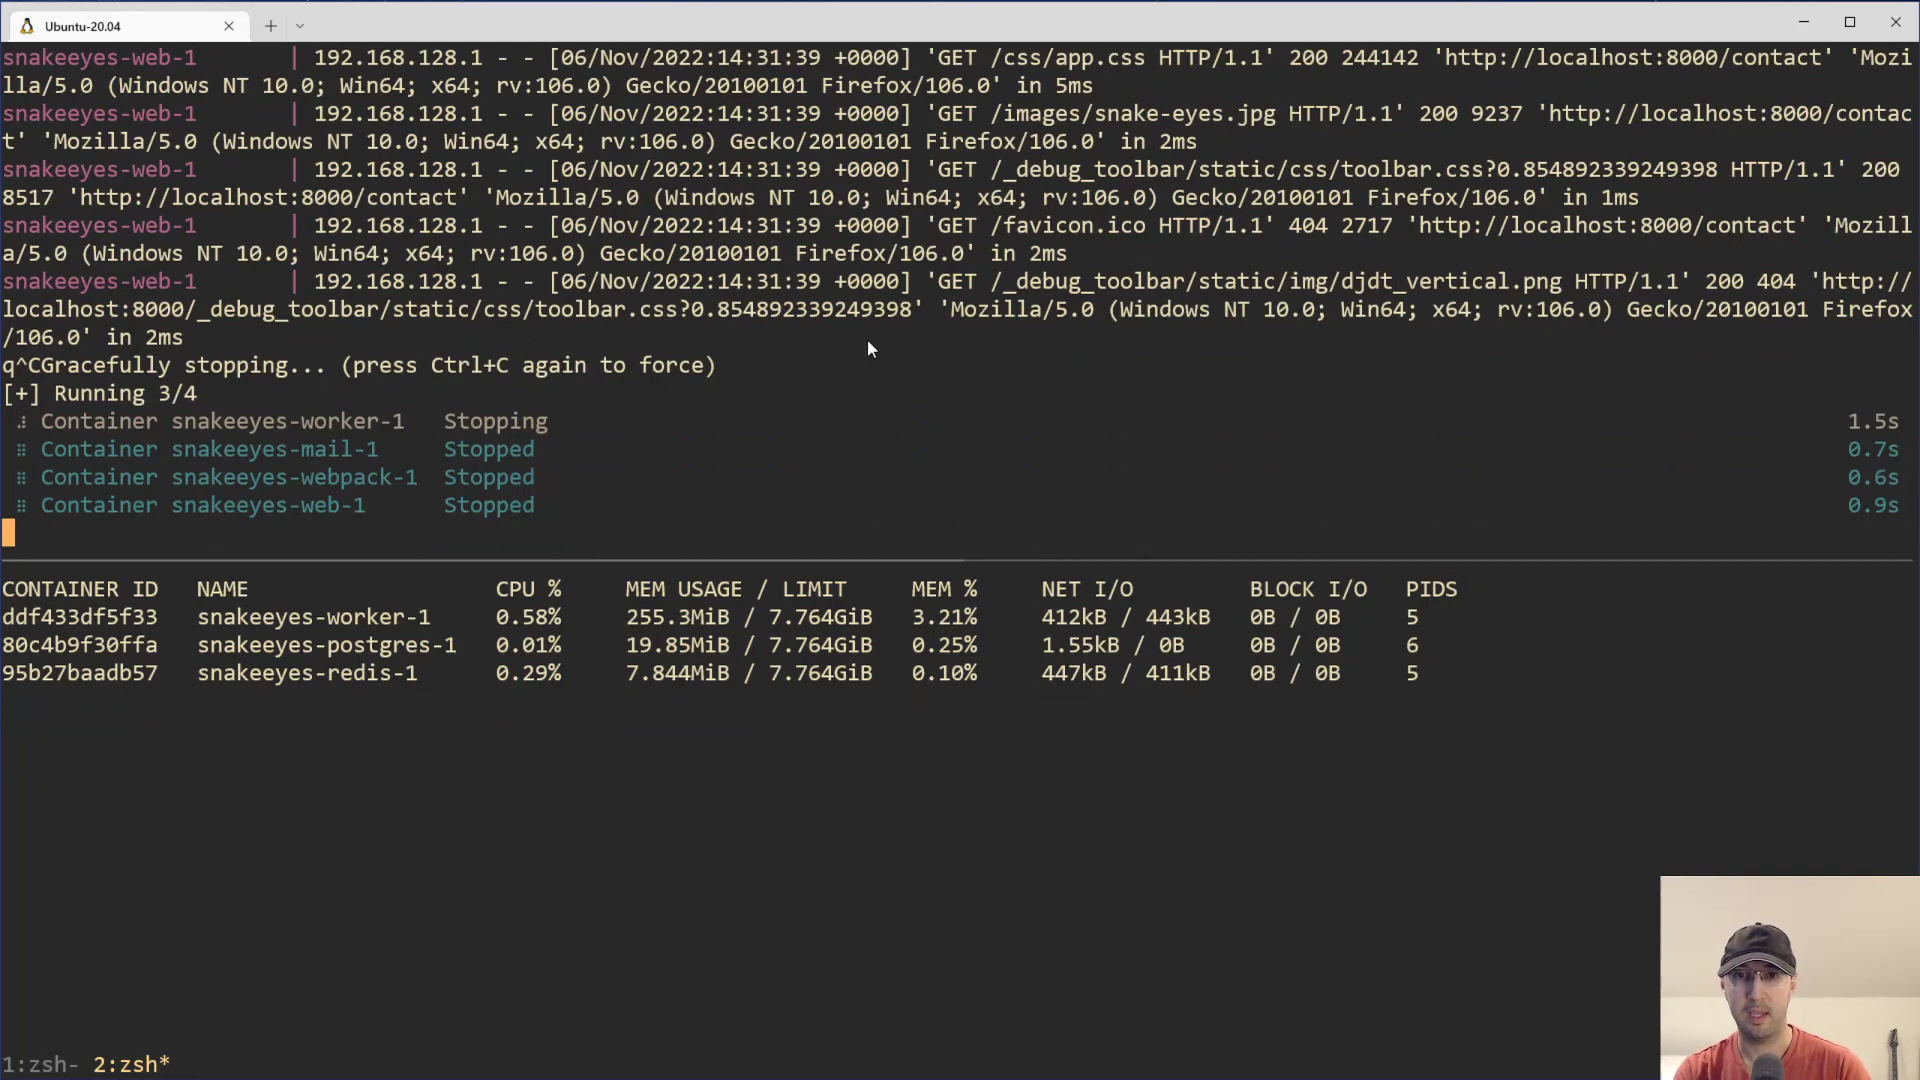 Ubuntu-20.04
snakeeyes-web-1 | 192.168.128.1 - - [06/Nov/2022:14:31:39 +0000] 'GET /css/app.css HTTP/1.1' 200 244142 'http://localhost:8000/contact' 'Mozi
lla/5.0 (Windows NT 10.0; Win64; x64; rv:106.0) Gecko/20100101 Firefox/106.0' in 5ms
snakeeyes-web-1 | 192.168.128.1 - - [06/Nov/2022:14:31:39 +0000] 'GET /images/snake-eyes.jpg HTTP/1.1' 200 9237 'http://localhost:8000/contac
t' 'Mozilla/5.0 (Windows NT 10.0; Win64; x64; rv:106.0) Gecko/20100101 Firefox/106.0' in 2ms
snakeeyes-web-1 | 192.168.128.1 - - [06/Nov/2022:14:31:39 +0000] 'GET /_debug_toolbar/static/css/toolbar.css?0.854892339249398 HTTP/1.1' 200
8517 'http://localhost:8000/contact' 'Mozilla/5.0 (Windows NT 10.0; Win64; x64; rv:106.0) Gecko/20100101 Firefox/106.0' in 1ms
snakeeyes-web-1 | 192.168.128.1 - - [06/Nov/2022:14:31:39 +0000] 'GET /favicon.ico HTTP/1.1' 404 2717 'http://localhost:8000/contact' 'Mozill
a/5.0 (Windows NT 10.0; Win64; x64; rv:106.0) Gecko/20100101 Firefox/106.0' in 2ms
snakeeyes-web-1 | 192.168.128.1 - - [06/Nov/2022:14:31:39 +0000] 'GET /_debug_toolbar/static/img/djdt_vertical.png HTTP/1.1' 200 404 'http://
localhost:8000/_debug_toolbar/static/css/toolbar.css?0.854892339249398' 'Mozilla/5.0 (Windows NT 10.0; Win64; x64; rv:106.0) Gecko/20100101 Firefox
/106.0' in 2ms
q^CGracefully stopping... (press Ctrl+C again to force)
[+] Running 3/4
Container snakeeyes-worker-1 Stopping 1.5s
Container snakeeyes-mail-1 Stopped 0.7s
Container snakeeyes-webpack-1 Stopped 0.6s
Container snakeeyes-web-1 Stopped 0.9s
CONTAINER ID NAME CPU % MEM USAGE / LIMIT MEM % NET I/O BLOCK I/O PIDS
ddf433df5f33 snakeeyes-worker-1 0.58% 255.3MiB / 7.764GiB 3.21% 412kB / 443kB 0B / 0B 5
80c4b9f30ffa snakeeyes-postgres-1 0.01% 19.85MiB / 7.764GiB 0.25% 1.55kB / 0B 0B / 0B 6
95b27baadb57 snakeeyes-redis-1 0.29% 7.844MiB / 7.764GiB 0.10% 447kB / 411kB 0B / 0B 5
1:zsh- 2:zsh*